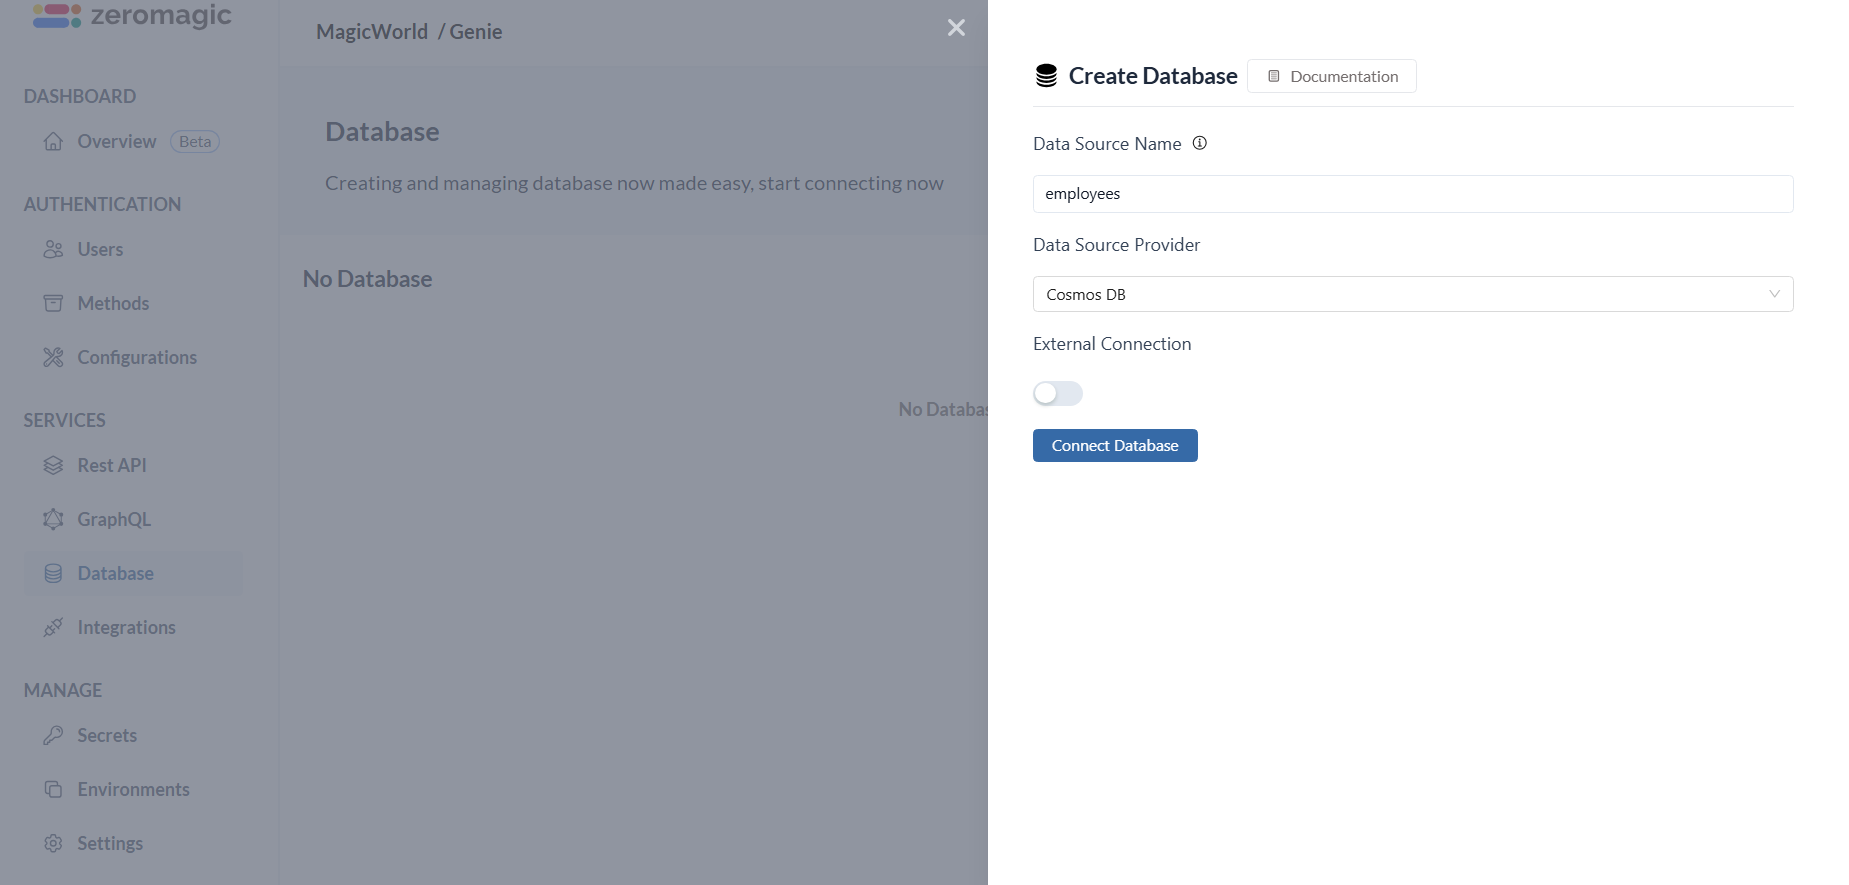 zeromagic
DASHBOARD
Overview Beta
AUTHENTICATION
Users
Methods
Configurations
SERVICES
Rest API
GraphQL
Database
Integrations
MANAGE
Secrets
Environments
Settings
MagicWorld / Genie
Database
Creating and managing database now made easy, start connecting now
No Database
No Databas
Create Database Documentation
Data Source Name
employees
Data Source Provider
Cosmos DB
External Connection
Connect Database